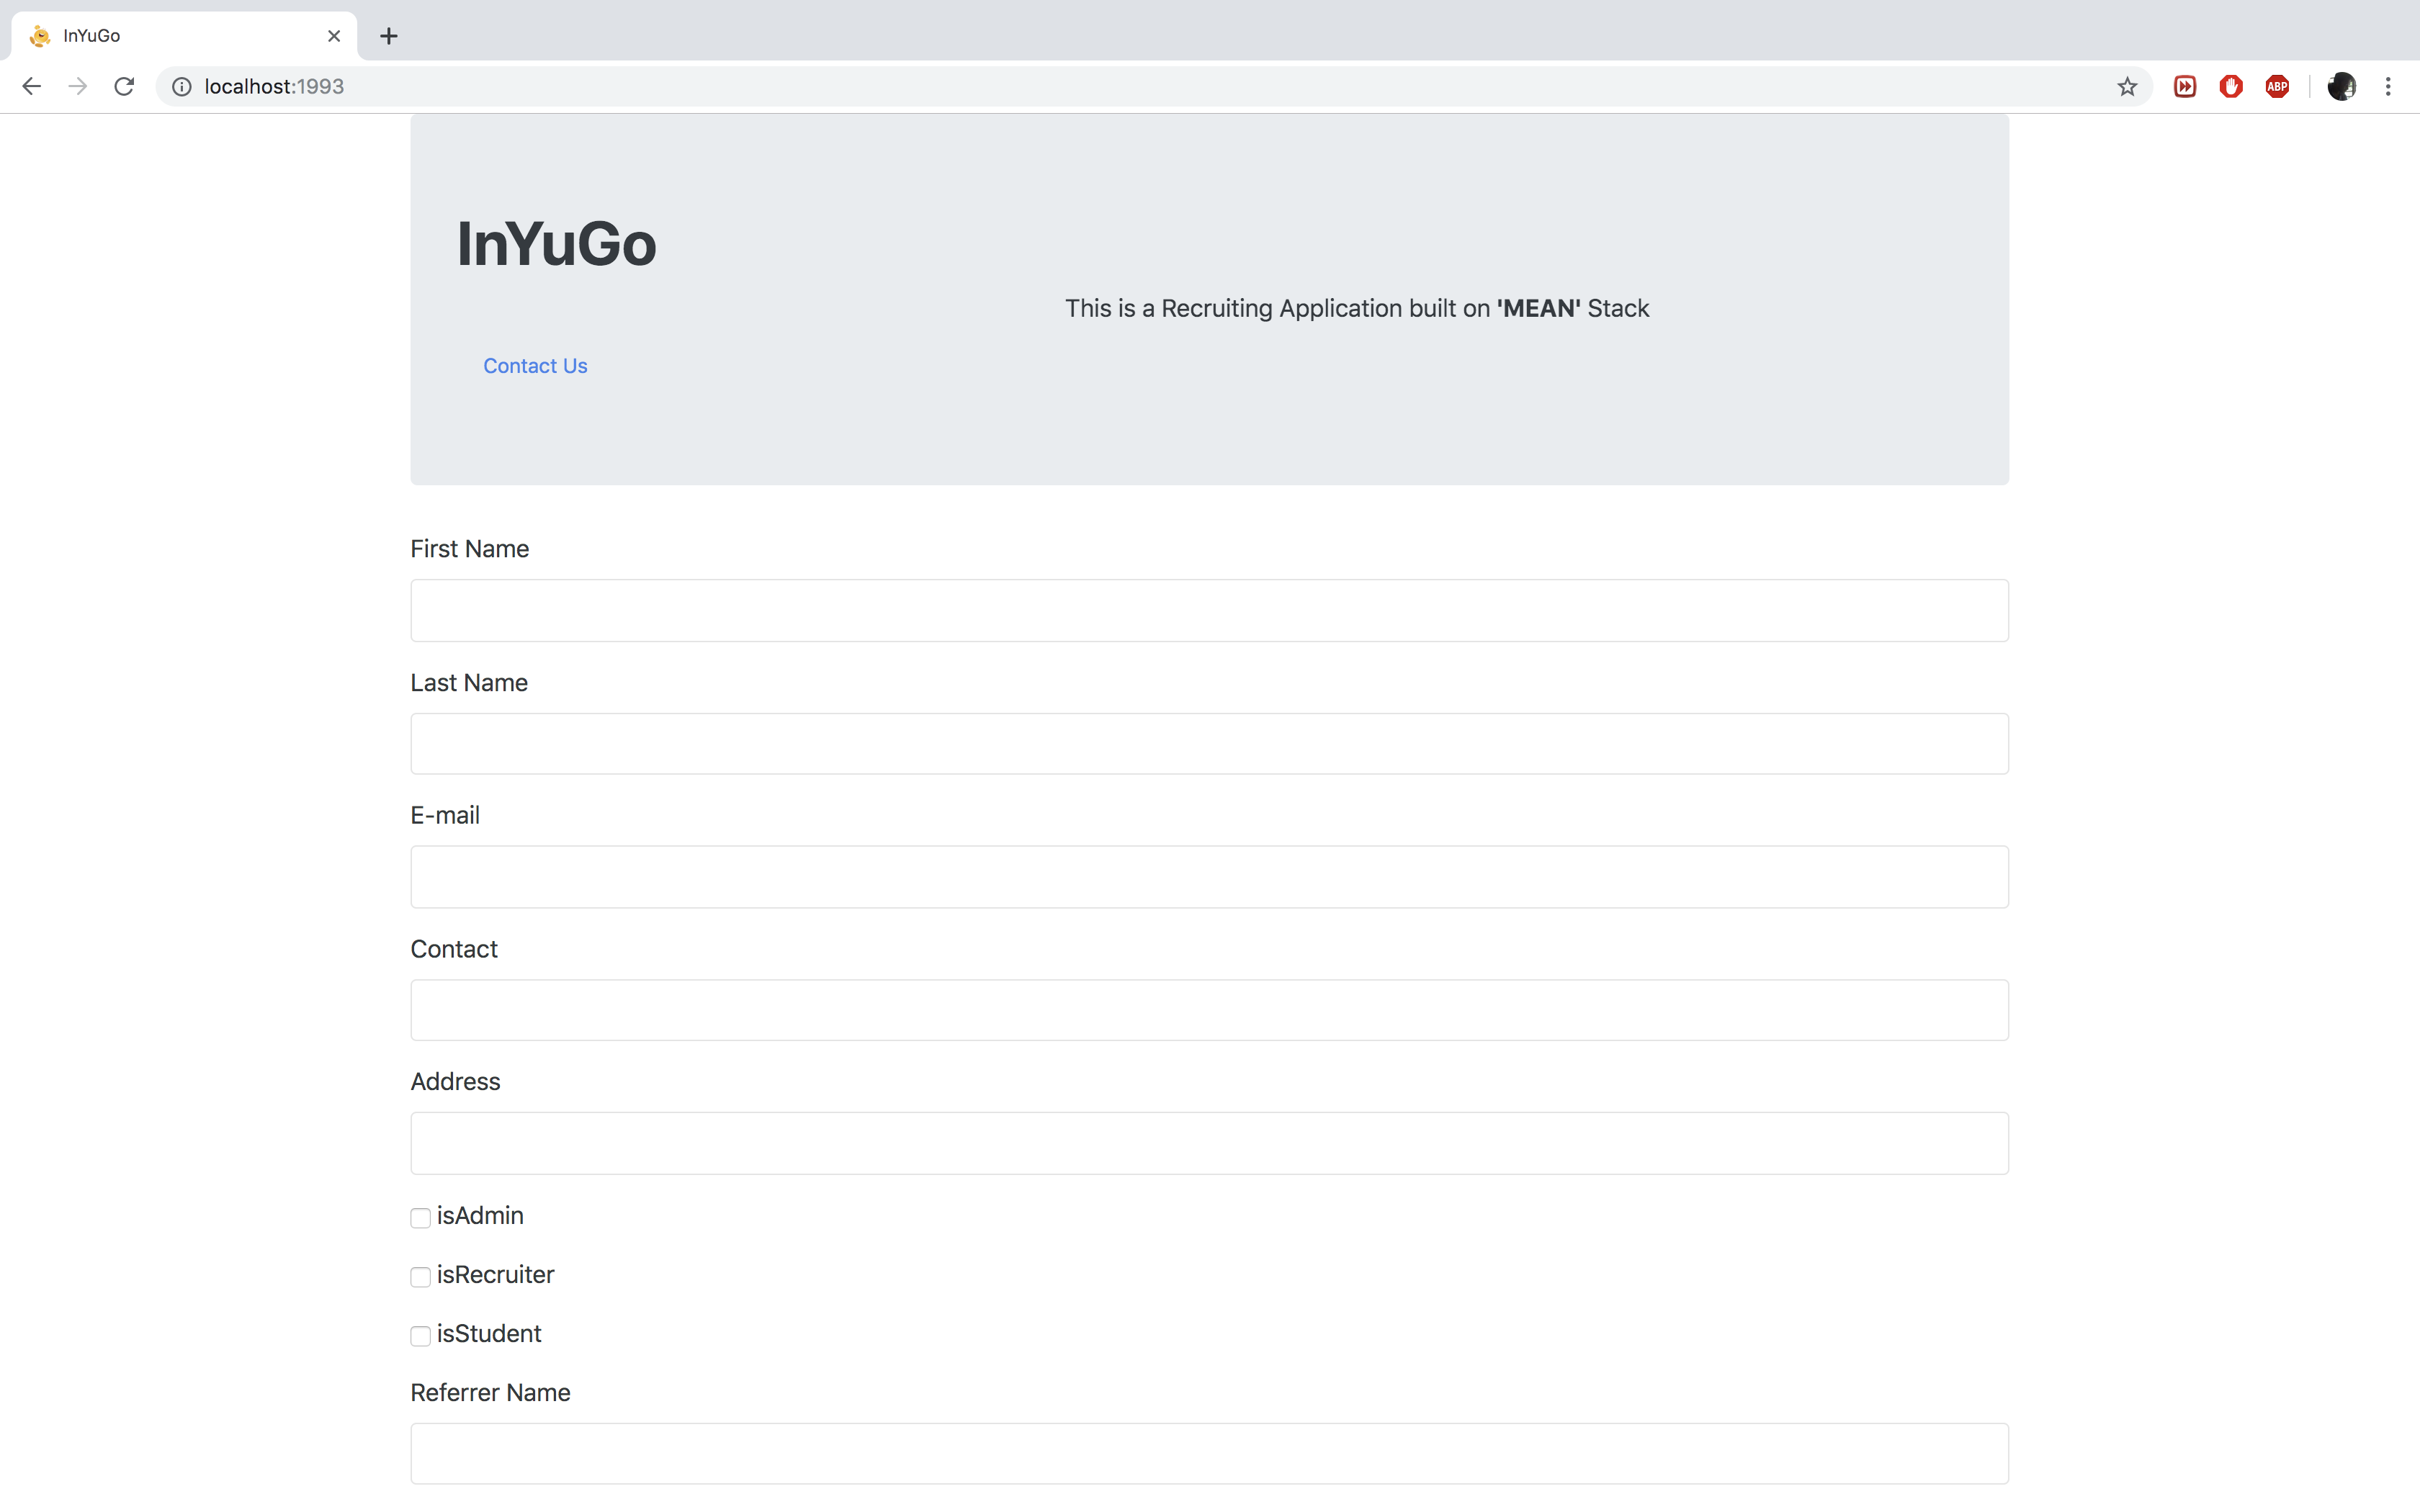 InYuGo
localhost:1993
ABP
InYuGo
This is a Recruiting Application built on 'MEAN' Stack
Contact Us
First Name
Last Name
E-mail
Contact
Address
isAdmin
isRecruiter
isStudent
Referrer Name